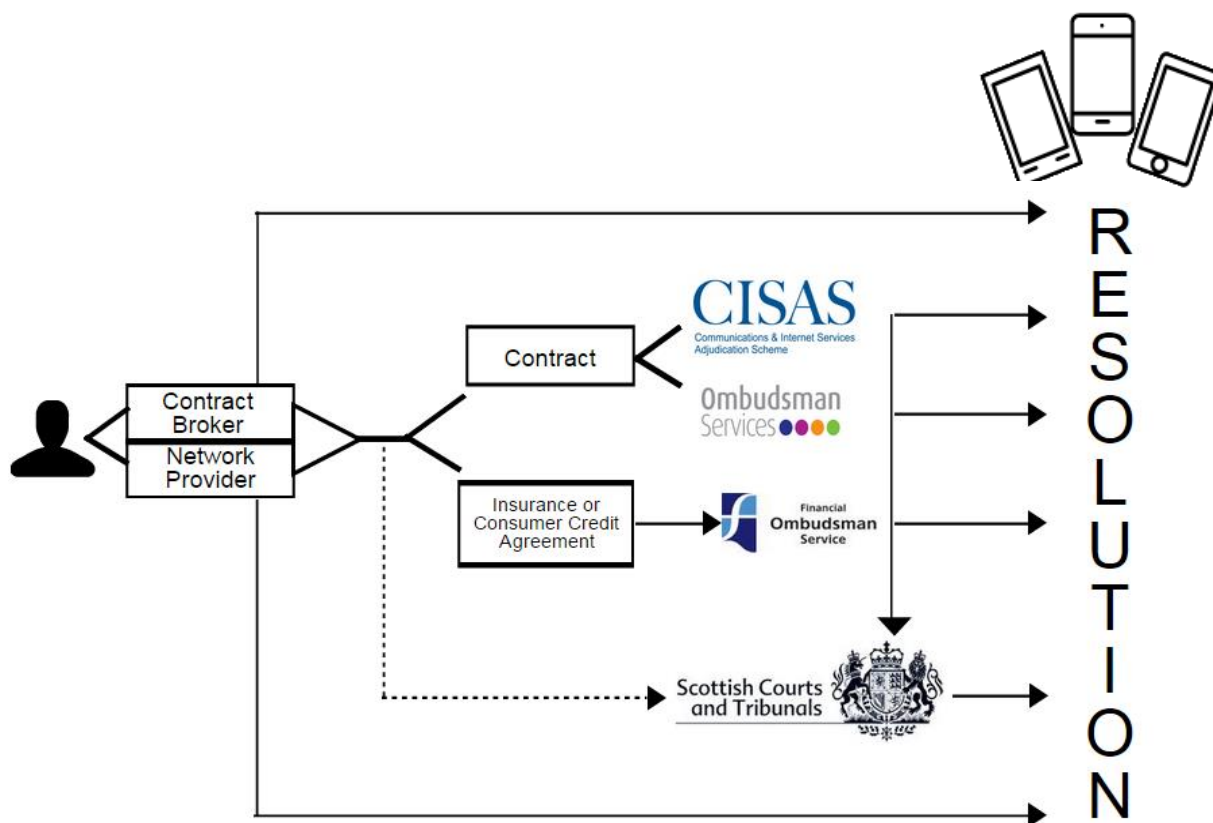 Contract
Broker
Network
Provider
Contract
CISAS
Communications & Internet Services
Adjudication Scheme
Ombudsman
Services
Insurance or
Consumer Credit
Agreement
Financial
Ombudsman
Service
Scottish Courts
and Tribunals
R
E
S
O
L
U
T
I
O
N